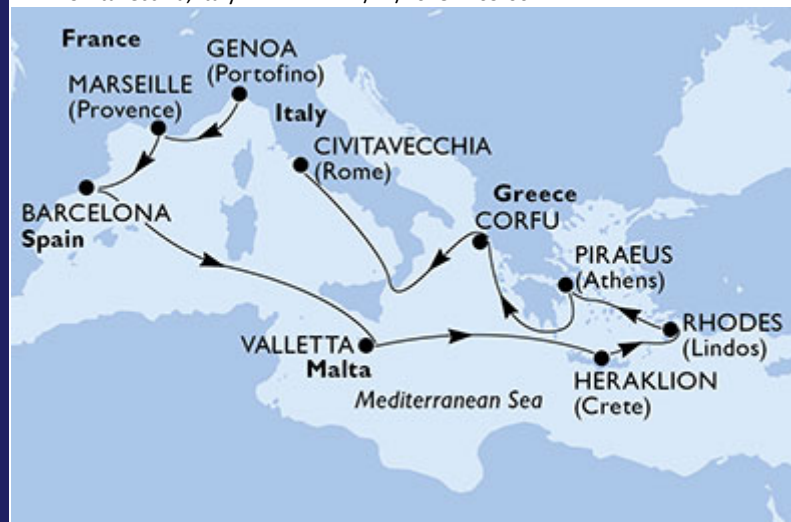 France
GENOA
(Portofino)
MARSEILLE
(Provence)
Italy
CIVITAVECCHIA
(Rome)
BARCELONA
Spain
Greece
CORFU
PIRAEUS
(Athens)
RHODES
(Lindos)
VALLETTA
Malta
HERAKLION
(Crete)
Mediterranean Sea